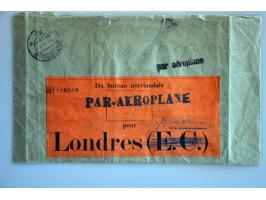 par aéroplane
Du bureau néerlandais
PAR-AEROPLANE
pour
Londres (E.C.)